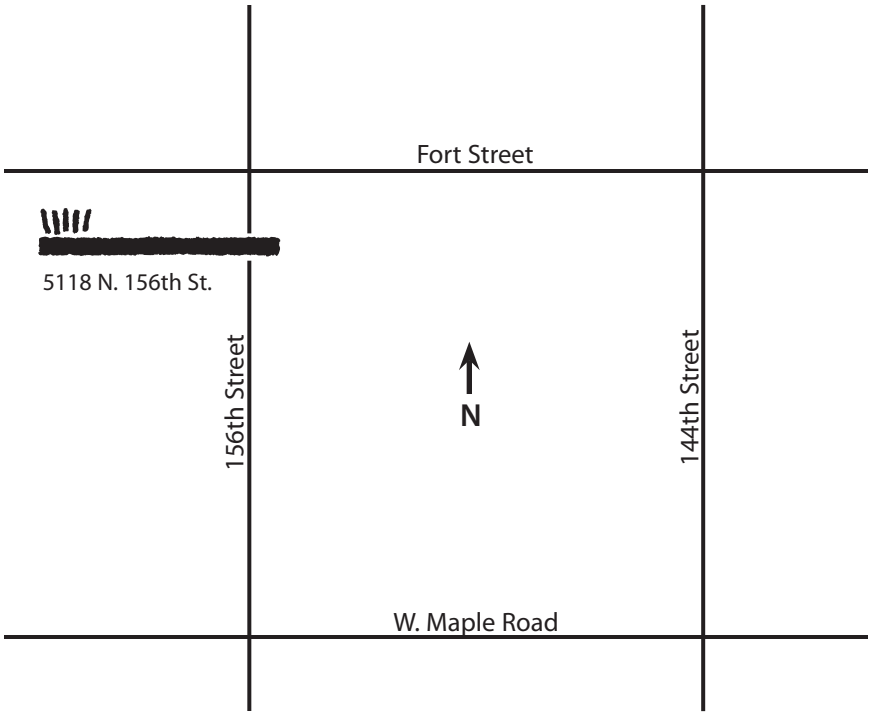 Fort Street
5118 N. 156th St.
156th Street
144th Street
N
W. Maple Road